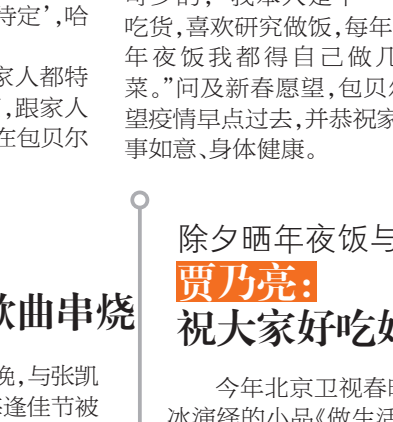 待定’，哈
家人都特
，跟家人
在包贝尔
吃货，喜欢研究做饭，每年
年夜饭我都得自己做几
菜。”问及新春愿望，包贝尔
望疫情早点过去，并恭祝家
事如意、身体健康。
歌曲串烧
晚，与张凯
每逢佳节被
除夕晒年夜饭与
贾乃亮：
祝大家好吃好
今年北京卫视春晚
冰演绎的小品《做生活